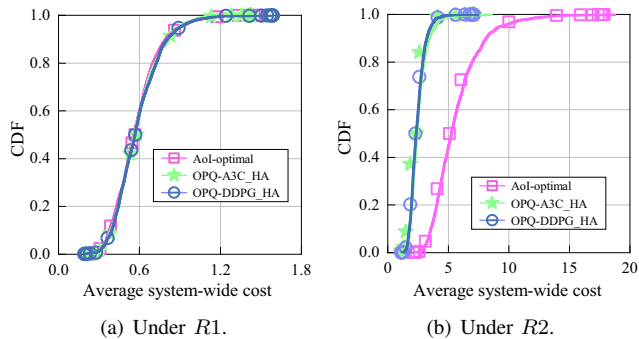 (a)
1.0
0.8
0.6
0.4
0.2
0.0
CDF
AoI-optimal
OPQ-A3C_HA
OPQ-DDPG_HA
0.0 0.6 1.2 1.8
Average system-wide cost
(a) Under R1.
(b)
1.0
0.8
0.6
0.4
0.2
0.0
CDF
AoI-optimal
OPQ-A3C_HA
OPQ-DDPG_HA
0 5 10 15 20
Average system-wide cost
(b) Under R2.